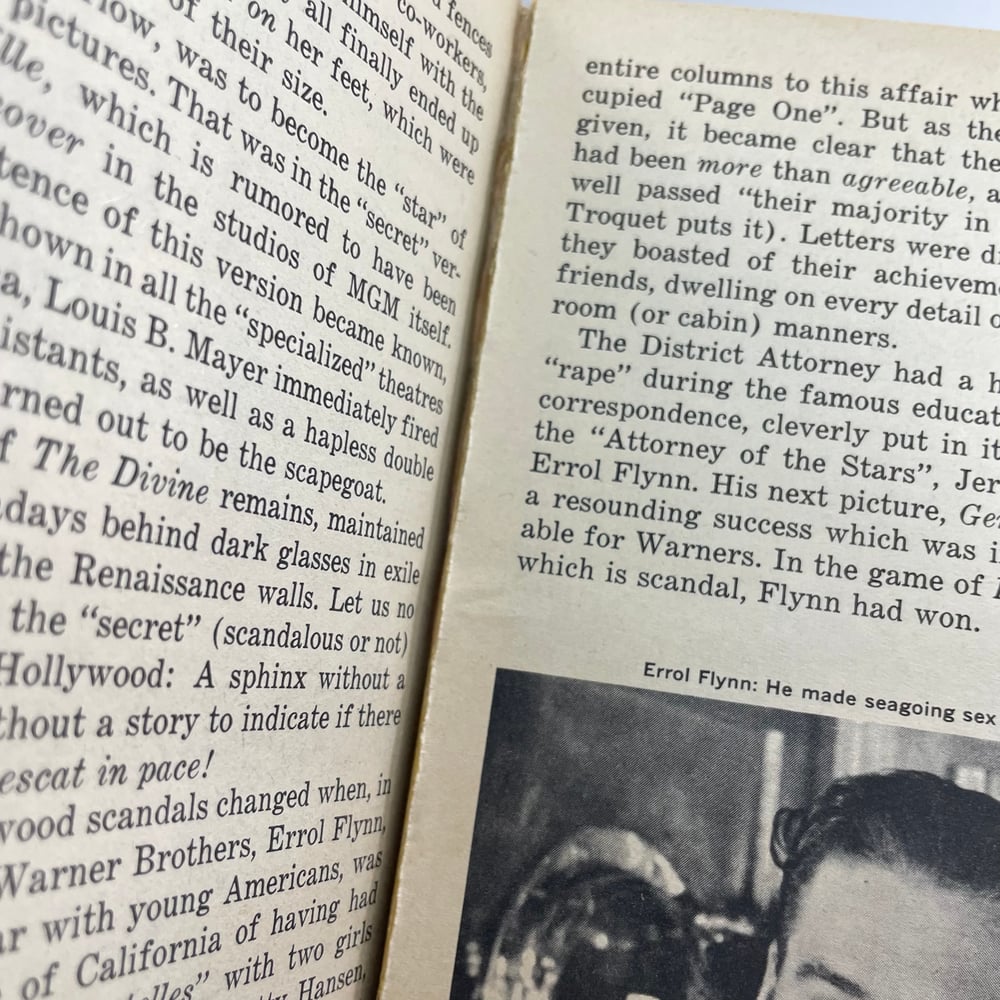 d fences
co-workers,
himself with the
all finally ended up
on her feet, which were
of their size.
now, was to become the "star" of
pictures. That was in the "secret" ver-
lle, which is rumored to have been
cover in the studios of MGM itself.
tence of this version became known,
hown in all the "specialized" theatres
a, Louis B. Mayer immediately fired
istants, as well as a hapless double
rned out to be the scapegoat.
f The Divine remains, maintained
adays behind dark glasses in exile
the Renaissance walls. Let us no
the "secret" (scandalous or not)
Hollywood: A sphinx without a
thout a story to indicate if there
escat in pace!
wood scandals changed when, in
Warner Brothers, Errol Flynn,
ar with young Americans, was
of California of having had
elles" with two girls
Hansen,
entire columns to this affair wh
cupied "Page One". But as the
given, it became clear that the
had been more than agreeable, a
well passed "their majority in
Troquet puts it). Letters were di
they boasted of their achievem
friends, dwelling on every detail o
room (or cabin) manners.
The District Attorney had a h
"rape" during the famous educat
correspondence, cleverly put in it
the "Attorney of the Stars", Jer
Errol Flynn. His next picture, Gen
a resounding success which was i
able for Warners. In the game of
which is scandal, Flynn had won.
Errol Flynn: He made seagoing sex